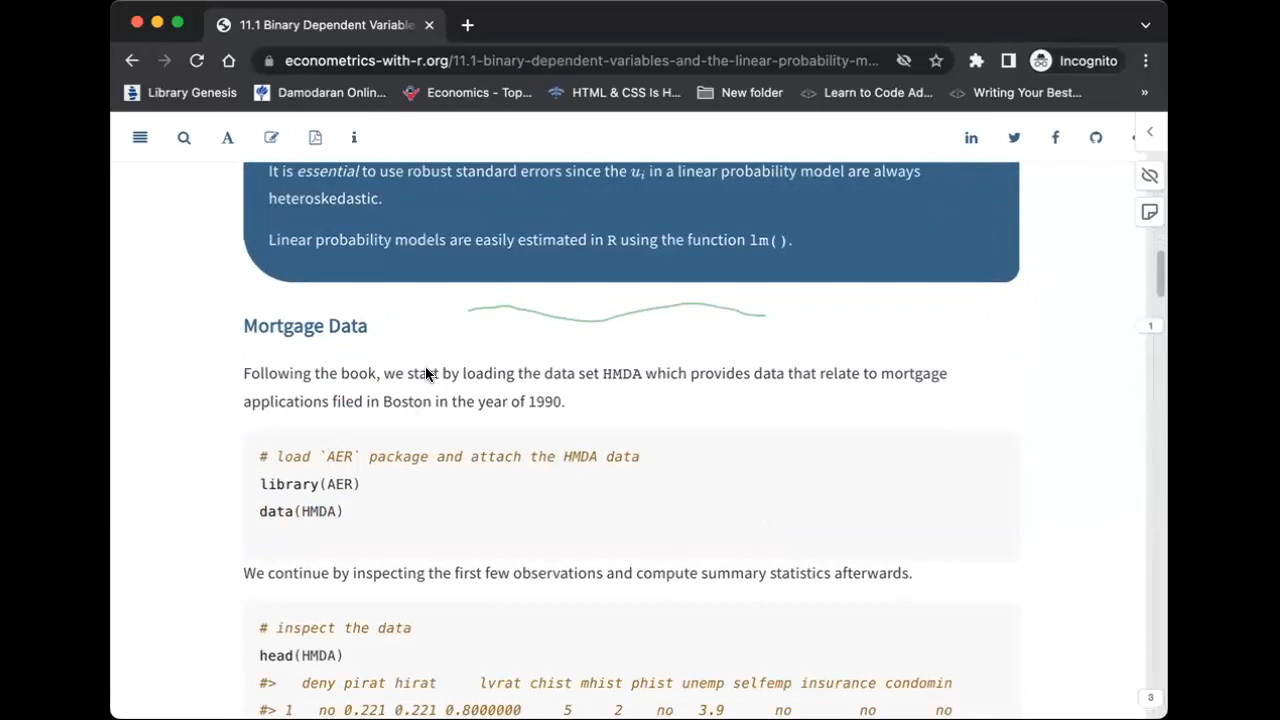 11.1 Binary Dependent Variable
econometrics-with-r.org/11.1-binary-dependent-variables-and-the-linear-probability-m...
Incognito
Library Genesis
Damodaran Onlin...
Economics - Top...
HTML & CSS Is H...
New folder
Learn to Code Ad...
Writing Your Best...
»
It is essential to use robust standard errors since the uᵢ in a linear probability model are always
heteroskedastic.
Linear probability models are easily estimated in R using the function lm().
Mortgage Data
Following the book, we start by loading the data set HMDA which provides data that relate to mortgage
applications filed in Boston in the year of 1990.
# load `AER` package and attach the HMDA data
library(AER)
data(HMDA)
We continue by inspecting the first few observations and compute summary statistics afterwards.
# inspect the data
head(HMDA)
#> deny pirat hirat lvrat chist mhist phist unemp selfemp insurance condomin
#> 1 no 0.221 0.221 0.8000000 5 2 no 3.9 no no no
1
3